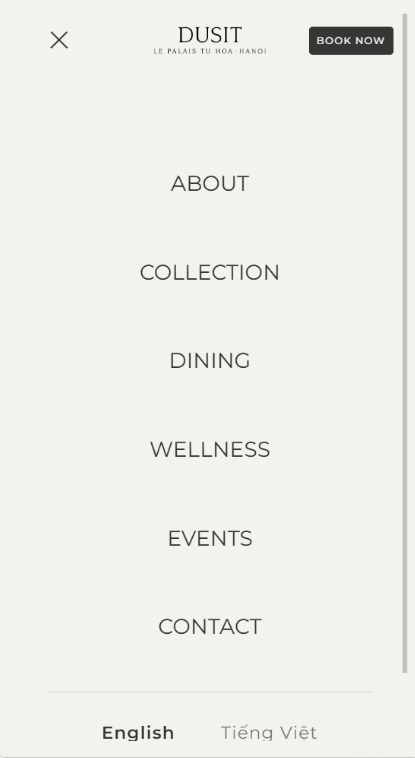 DUSIT
LE PALAIS TU HOA · HANOI
BOOK NOW
ABOUT
COLLECTION
DINING
WELLNESS
EVENTS
CONTACT
English
Tiếng Việt